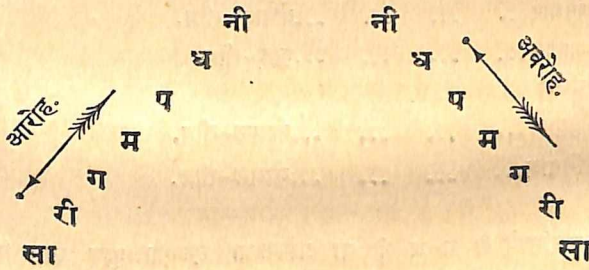 नी नी
ध ध
प प
म म
ग ग
री री
सा सा
आरोह.
अवरोह.